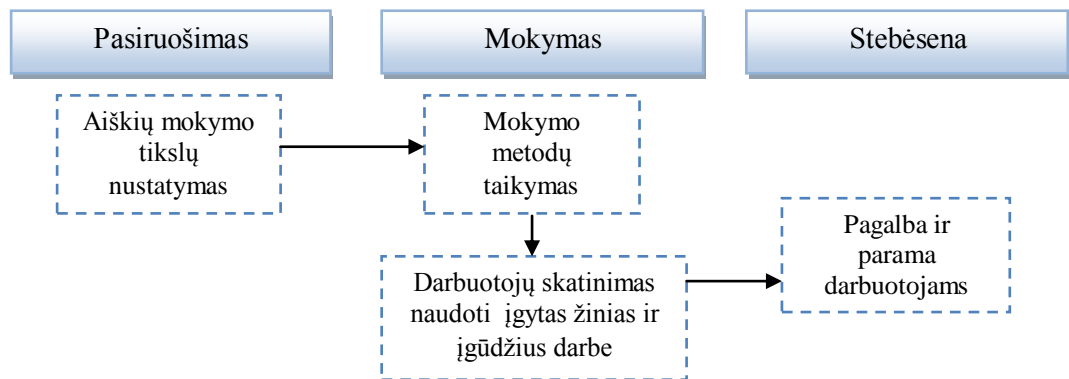 Pasiruošimas
Mokymas
Stebėsena
Aiškių mokymo
tikslų
nustatymas
Mokymo
metodų
taikymas
Darbuotojų skatinimas
naudoti įgytas žinias ir
įgūdžius darbe
Pagalba ir
parama
darbuotojams